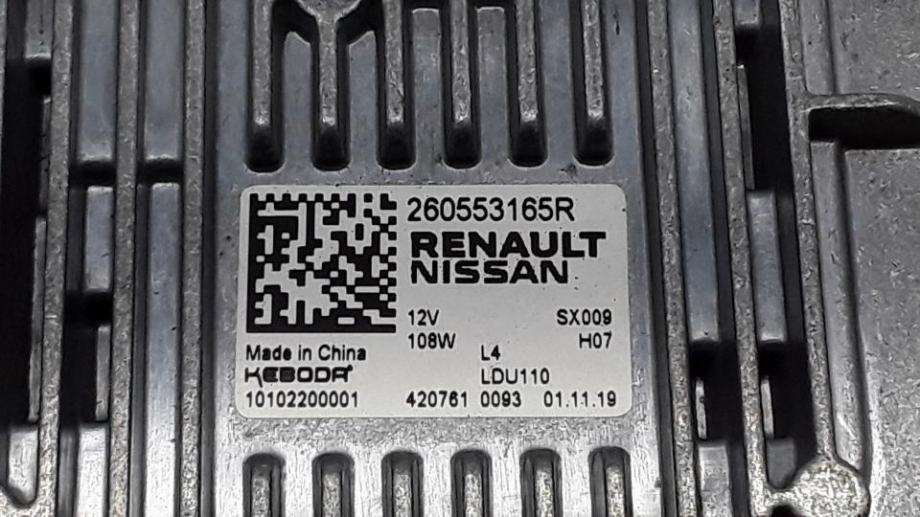 260553165R
RENAULT
NISSAN
12V SX009
108W H07
L4
Made in China
KEBODA
LDU110
10102200001 420761 0093 01.11.19